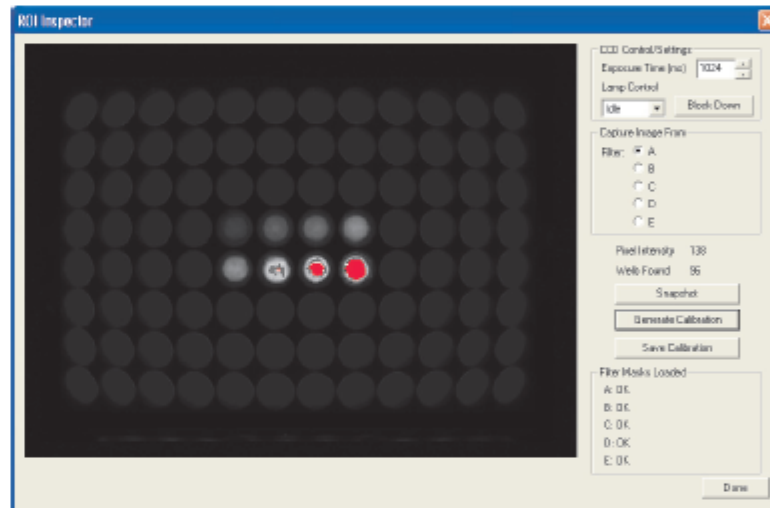 ROI Inspector
CCD Control/Settings
Exposure Time (ms) 1024
Lamp Control
Idle
Block Down
Capture Image From
Filter: A
B
C
D
E
Pixel Intensity 138
Wells Found 96
Snapshot
Generate Calibration
Save Calibration
Filter Masks Loaded
A: OK
B: OK
C: OK
D: OK
E: OK
Done